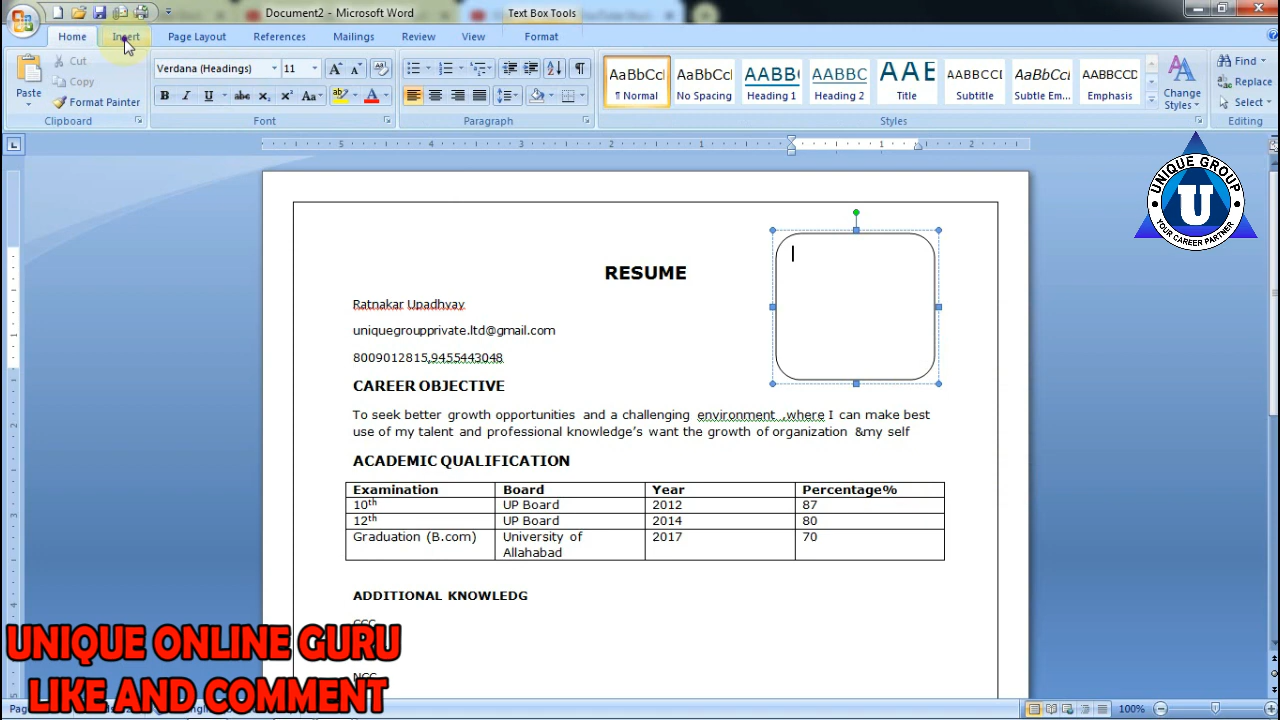 Document2 - Microsoft Word
Text Box Tools
Home
Insert
Page Layout
References
Mailings
Review
View
Format
Paste
Cut
Copy
Format Painter
Clipboard
Verdana (Headings)
11
Font
Paragraph
AaBbCcI
¶ Normal
AaBbCcI
No Spacing
AABBC
Heading 1
AABBC
Heading 2
AAE
Title
AABBCCE
Subtitle
AaBbCcI
Subtle Em...
AABBCCD
Emphasis
Styles
Change
Styles
Find
Replace
Select
Editing
UNIQUE GROUP
U
YOUR CAREER PARTNER
RESUME
Ratnakar Upadhyay
uniquegroupprivate.ltd@gmail.com
8009012815,9455443048
CAREER OBJECTIVE
To seek better growth opportunities and a challenging environment ,where I can make best
use of my talent and professional knowledge's want the growth of organization &my self
ACADEMIC QUALIFICATION
Examination Board Year Percentage%
10th UP Board 2012 87
12th UP Board 2014 80
Graduation (B.com) University of Allahabad 2017 70
ADDITIONAL KNOWLEDG
CCC
NCC
UNIQUE ONLINE GURU
LIKE AND COMMENT
100%